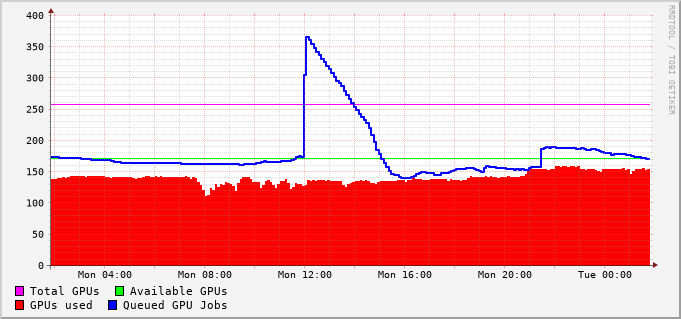 400
350
300
250
200
150
100
50
0
Mon 04:00 Mon 08:00 Mon 12:00 Mon 16:00 Mon 20:00 Tue 00:00
Total GPUs Available GPUs
GPUs used Queued GPU Jobs
RRDTOOL / TOBI OETIKER